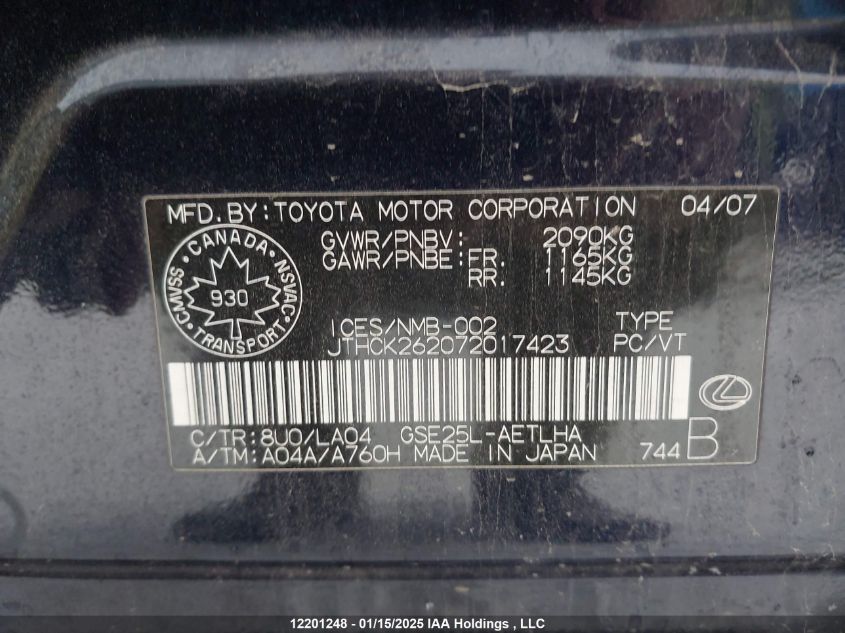 MFD. BY: TOYOTA MOTOR CORPORATION 04/07
GVWR/PNBV: 2090KG
GAWR/PNBE: FR. 1165KG
RR. 1145KG
CANADA
CMVSS NSVAC
930
TRANSPORT
ICES/NMB-002 TYPE
JTHCK262072017423 PC/VT
C/TR: 8U0/LA04 GSE25L-AETLHA
A/TM: A04A/A760H MADE IN JAPAN 744 B
12201248 - 01/15/2025 IAA Holdings , LLC